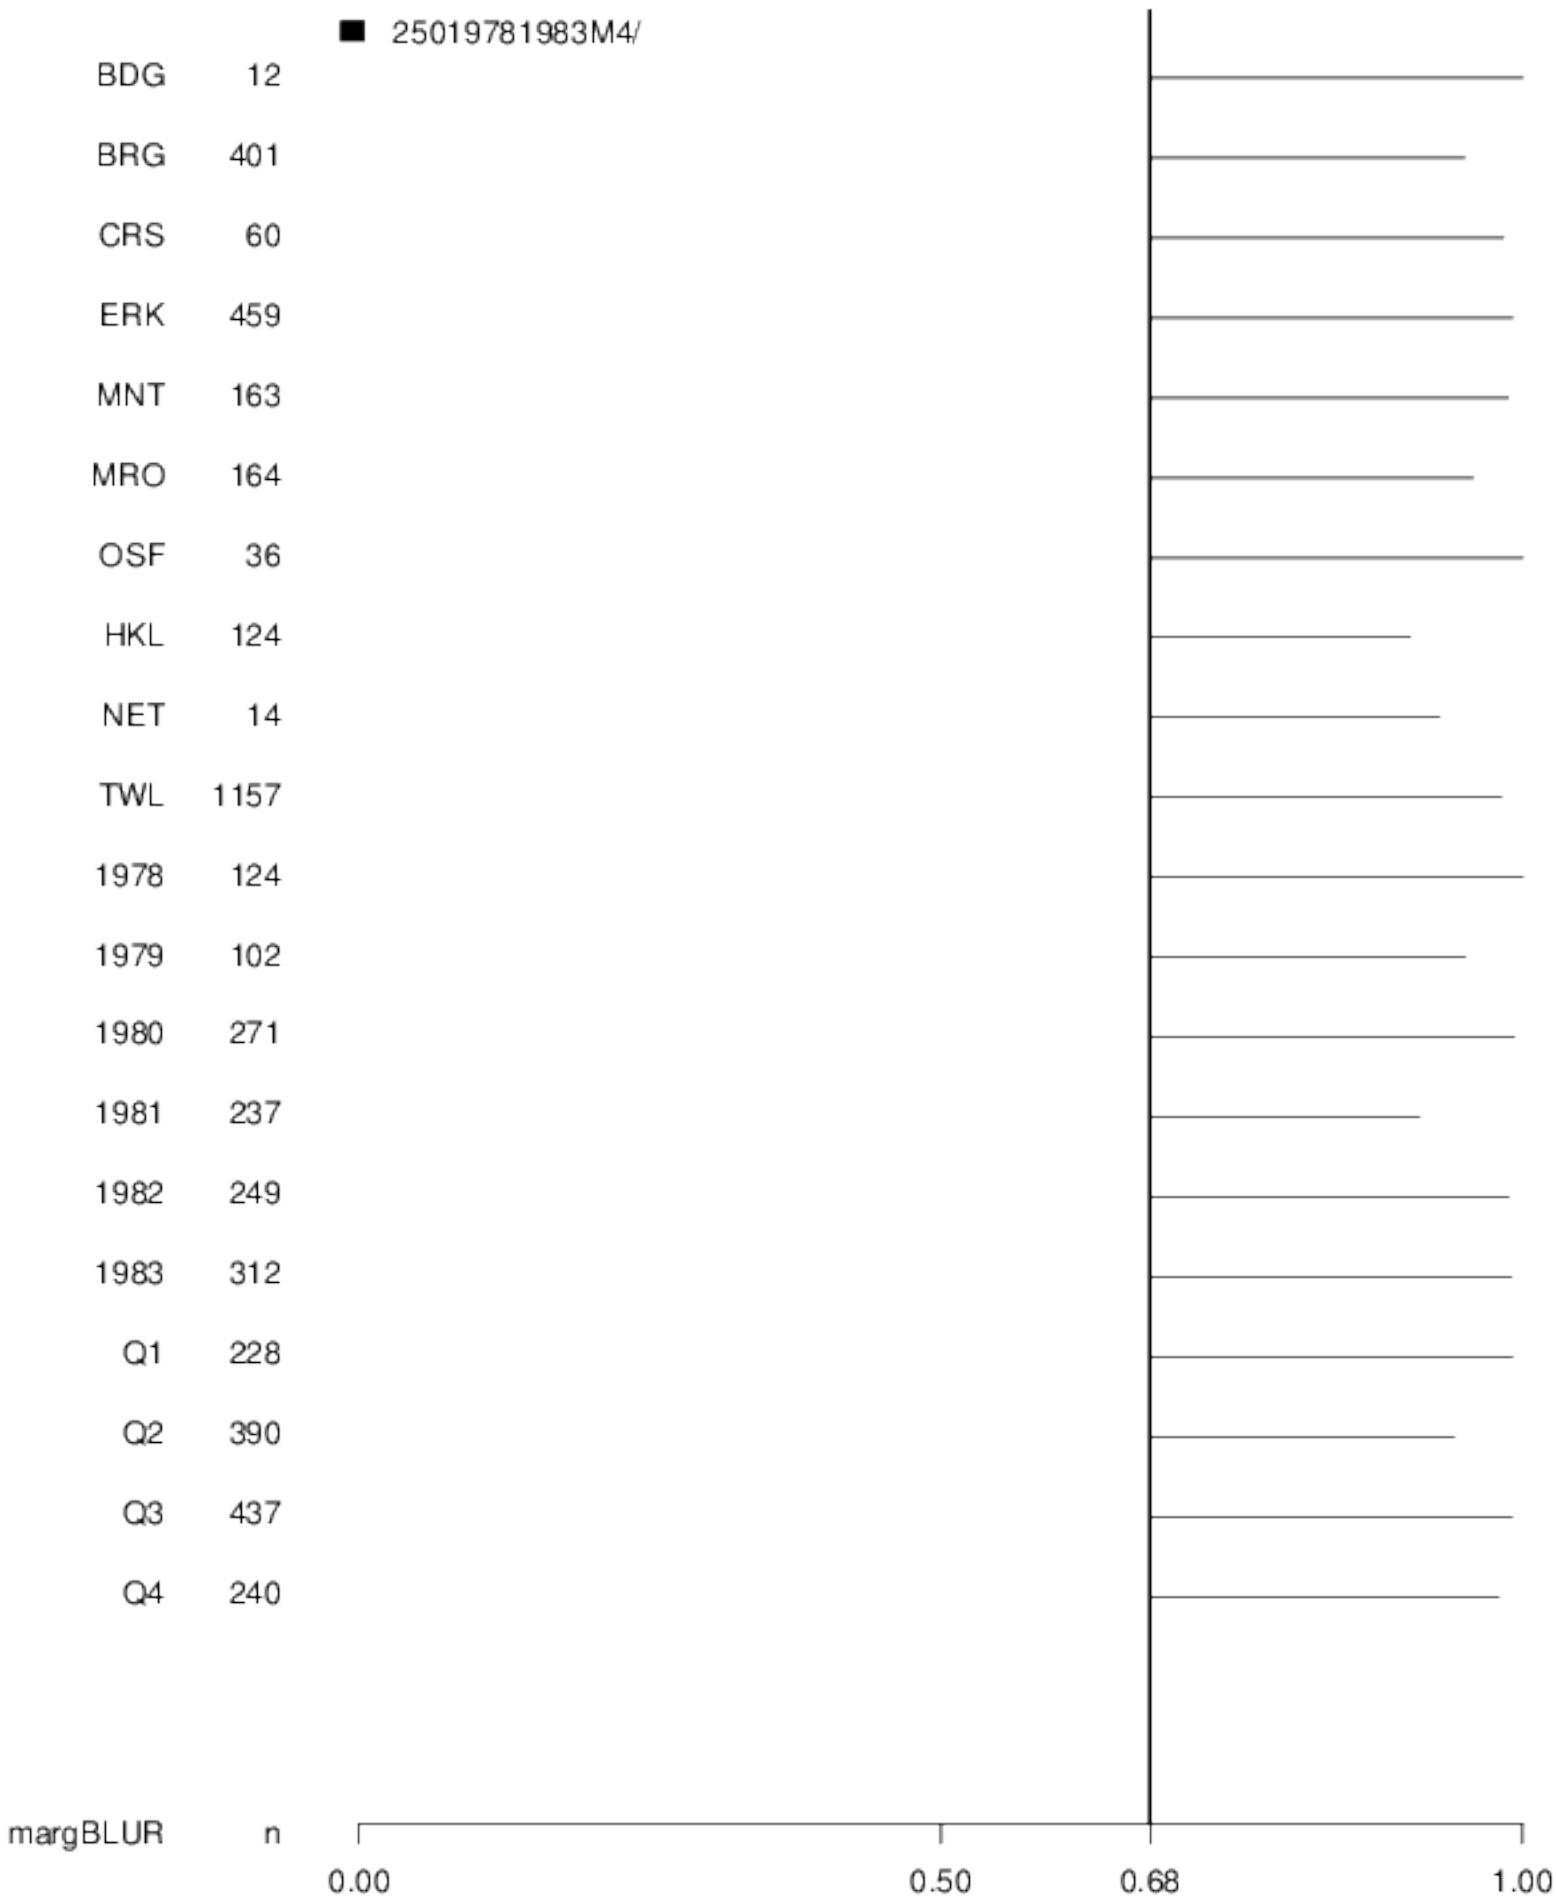 25019781983M4/
BDG 12
BRG 401
CRS 60
ERK 459
MNT 163
MRO 164
OSF 36
HKL 124
NET 14
TWL 1157
1978 124
1979 102
1980 271
1981 237
1982 249
1983 312
Q1 228
Q2 390
Q3 437
Q4 240
margBLUR n
0.00 0.50 0.68 1.00